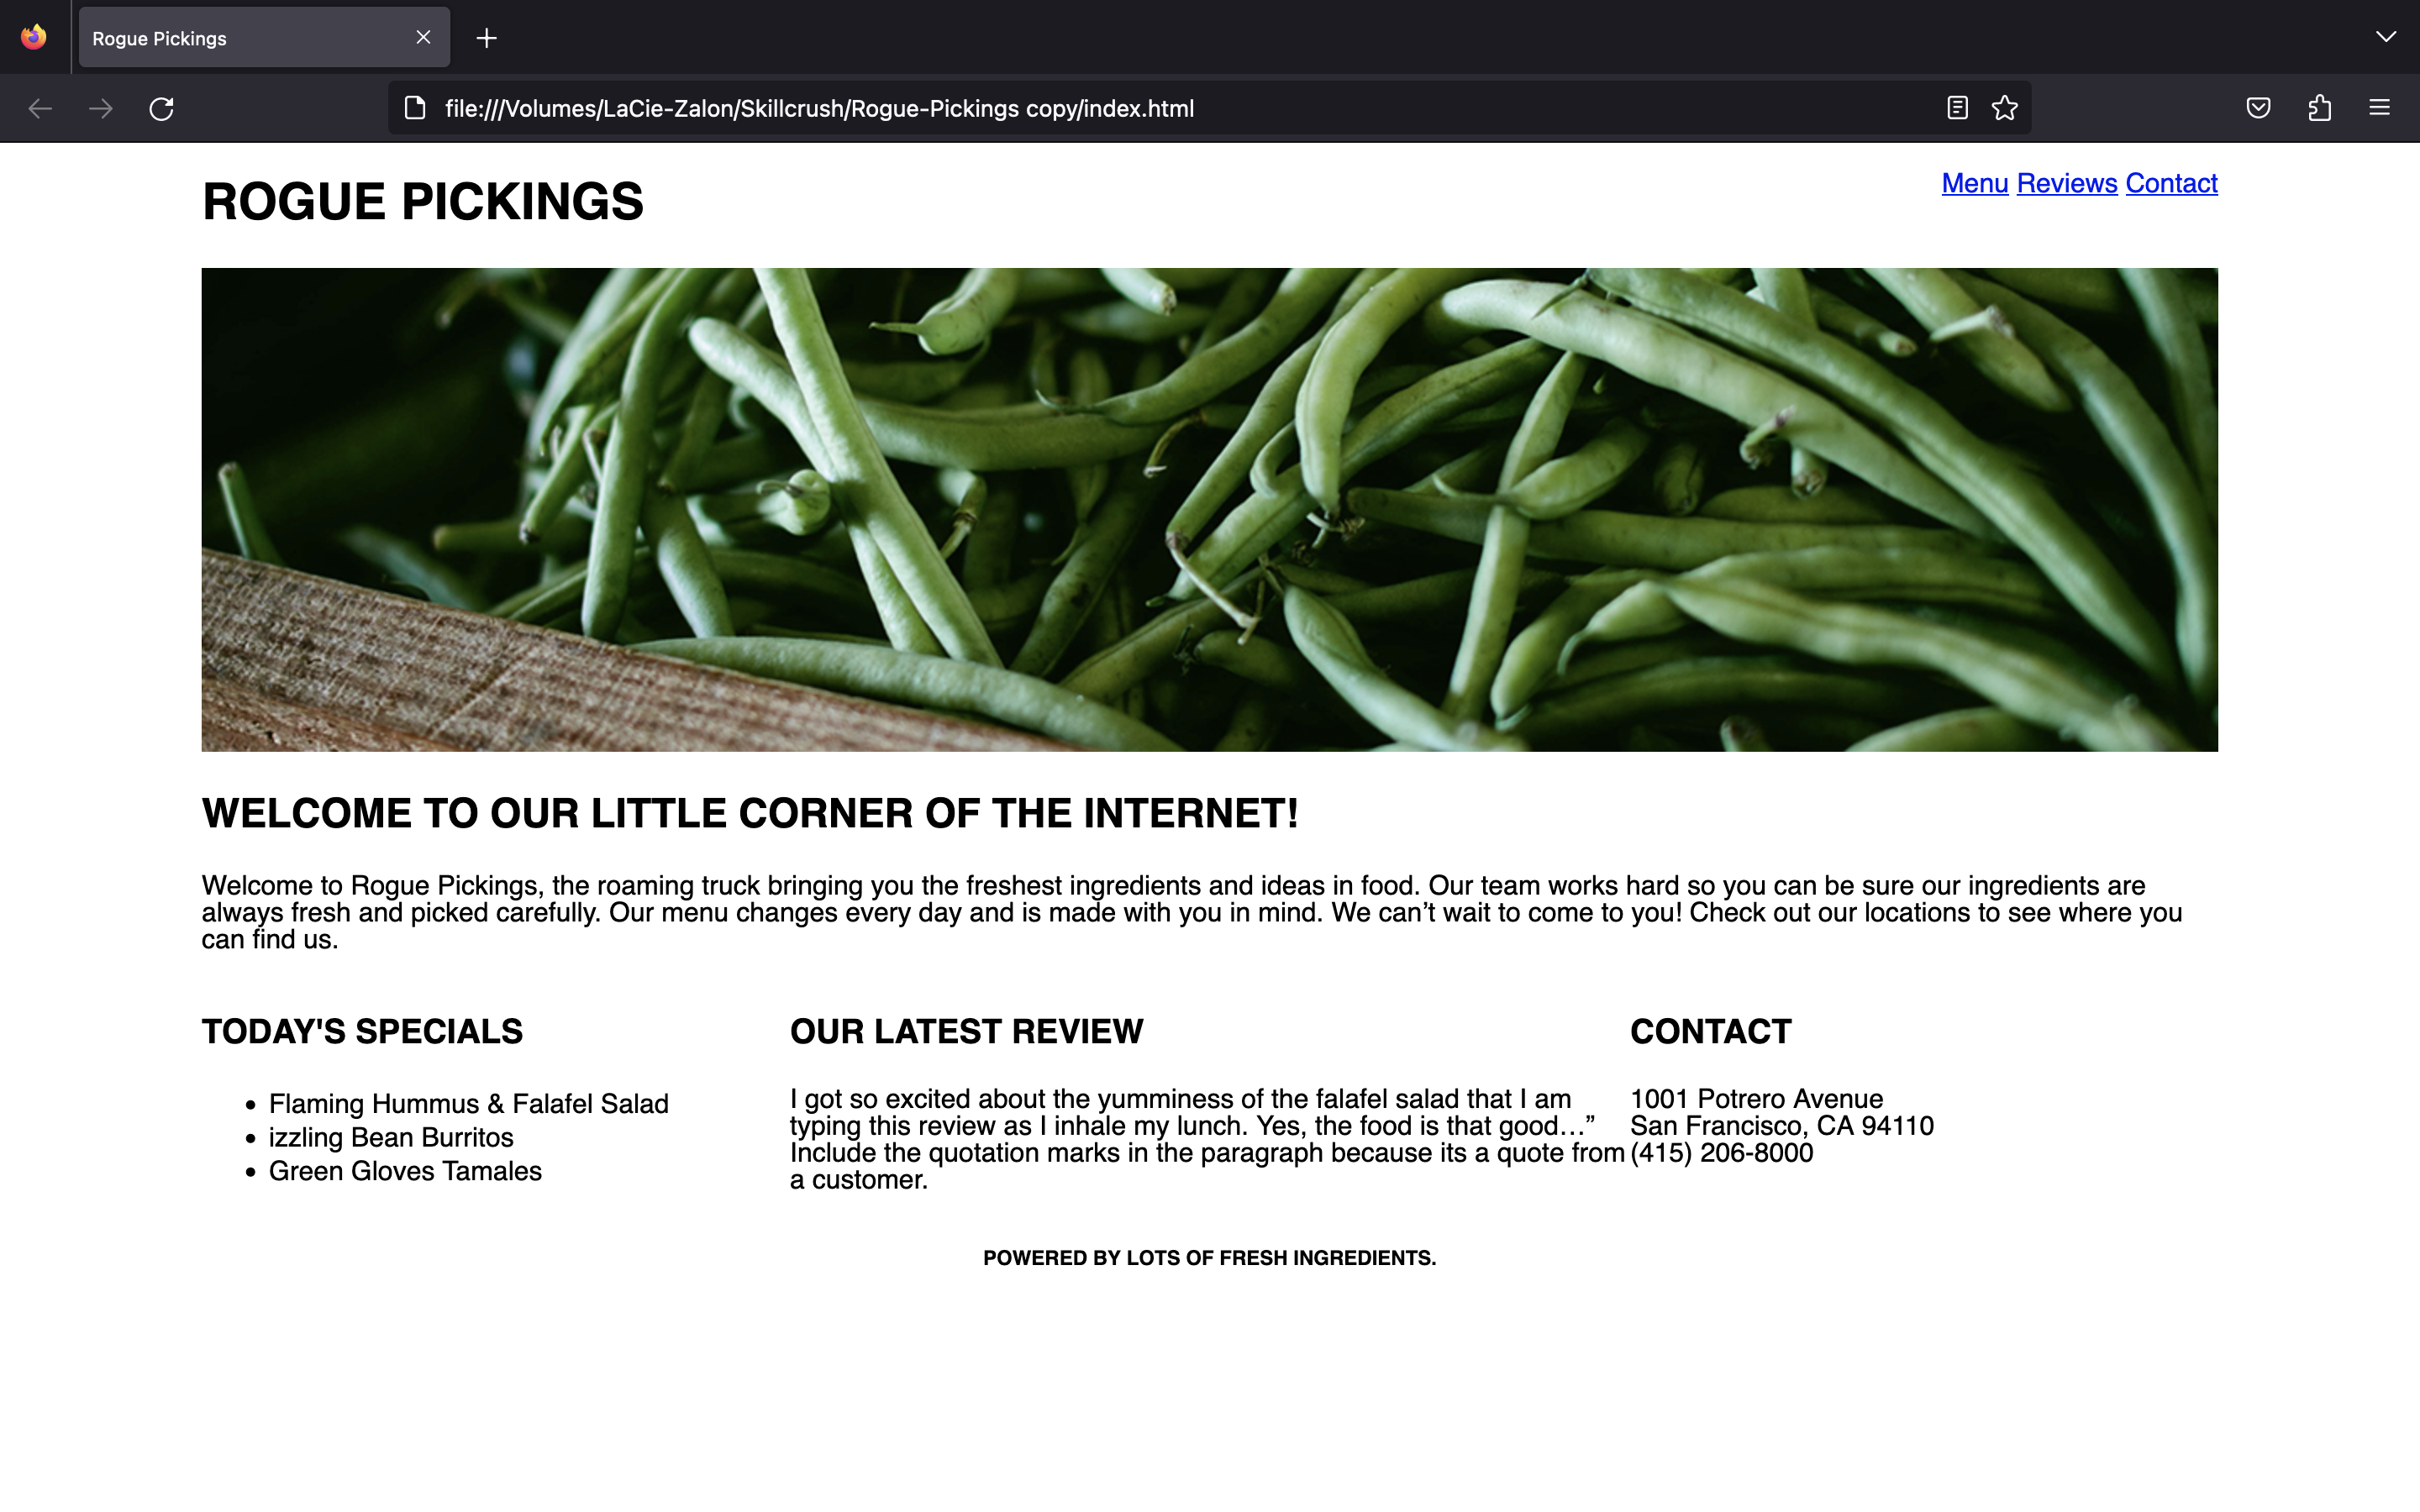 Rogue Pickings
file:///Volumes/LaCie-Zalon/Skillcrush/Rogue-Pickings copy/index.html
ROGUE PICKINGS
Menu Reviews Contact
WELCOME TO OUR LITTLE CORNER OF THE INTERNET!
Welcome to Rogue Pickings, the roaming truck bringing you the freshest ingredients and ideas in food. Our team works hard so you can be sure our ingredients are
always fresh and picked carefully. Our menu changes every day and is made with you in mind. We can’t wait to come to you! Check out our locations to see where you
can find us.
TODAY'S SPECIALS
Flaming Hummus & Falafel Salad
izzling Bean Burritos
Green Gloves Tamales
OUR LATEST REVIEW
I got so excited about the yumminess of the falafel salad that I am
typing this review as I inhale my lunch. Yes, the food is that good…”
Include the quotation marks in the paragraph because its a quote from
a customer.
CONTACT
1001 Potrero Avenue
San Francisco, CA 94110
(415) 206-8000
POWERED BY LOTS OF FRESH INGREDIENTS.